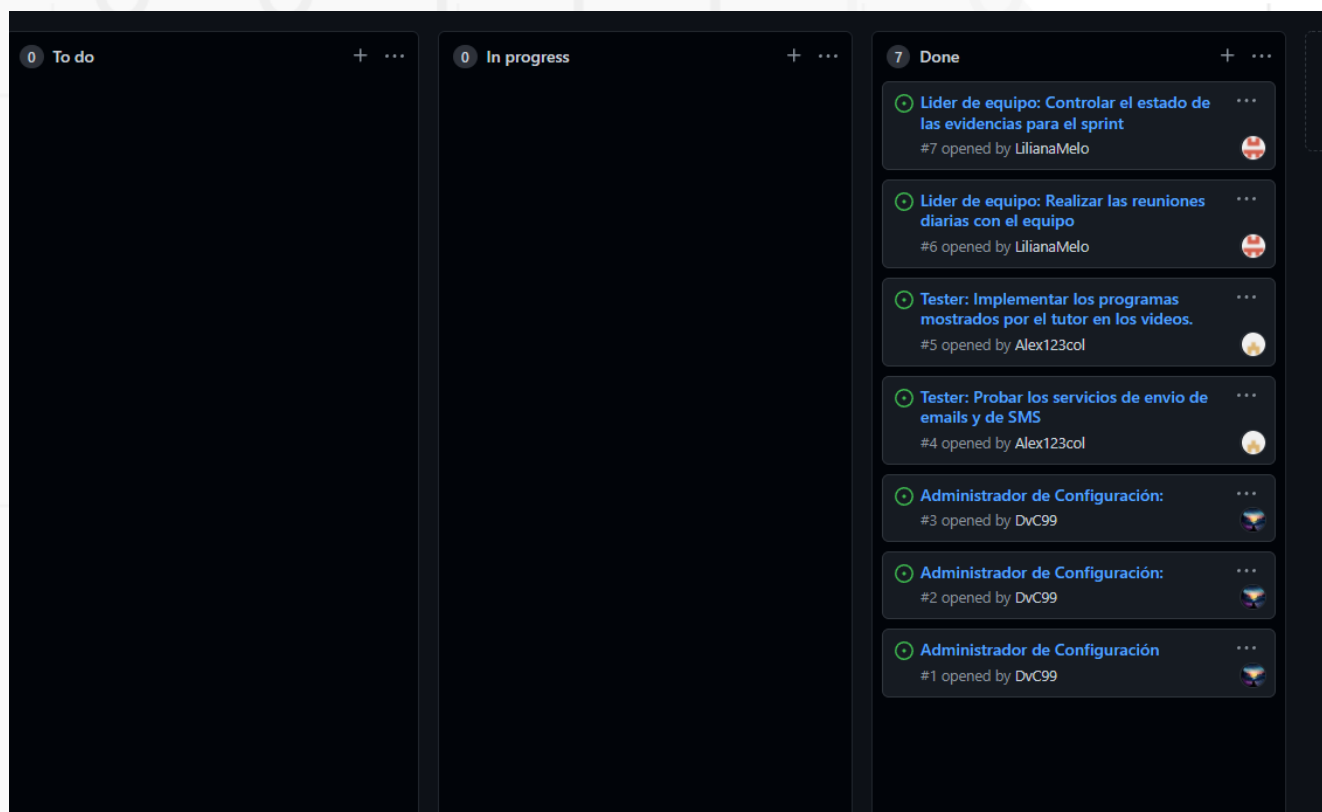 0 To do
0 In progress
7 Done
Lider de equipo: Controlar el estado de
las evidencias para el sprint
#7 opened by LilianaMelo
Lider de equipo: Realizar las reuniones
diarias con el equipo
#6 opened by LilianaMelo
Tester: Implementar los programas
mostrados por el tutor en los videos.
#5 opened by Alex123col
Tester: Probar los servicios de envio de
emails y de SMS
#4 opened by Alex123col
Administrador de Configuración:
#3 opened by DvC99
Administrador de Configuración:
#2 opened by DvC99
Administrador de Configuración
#1 opened by DvC99